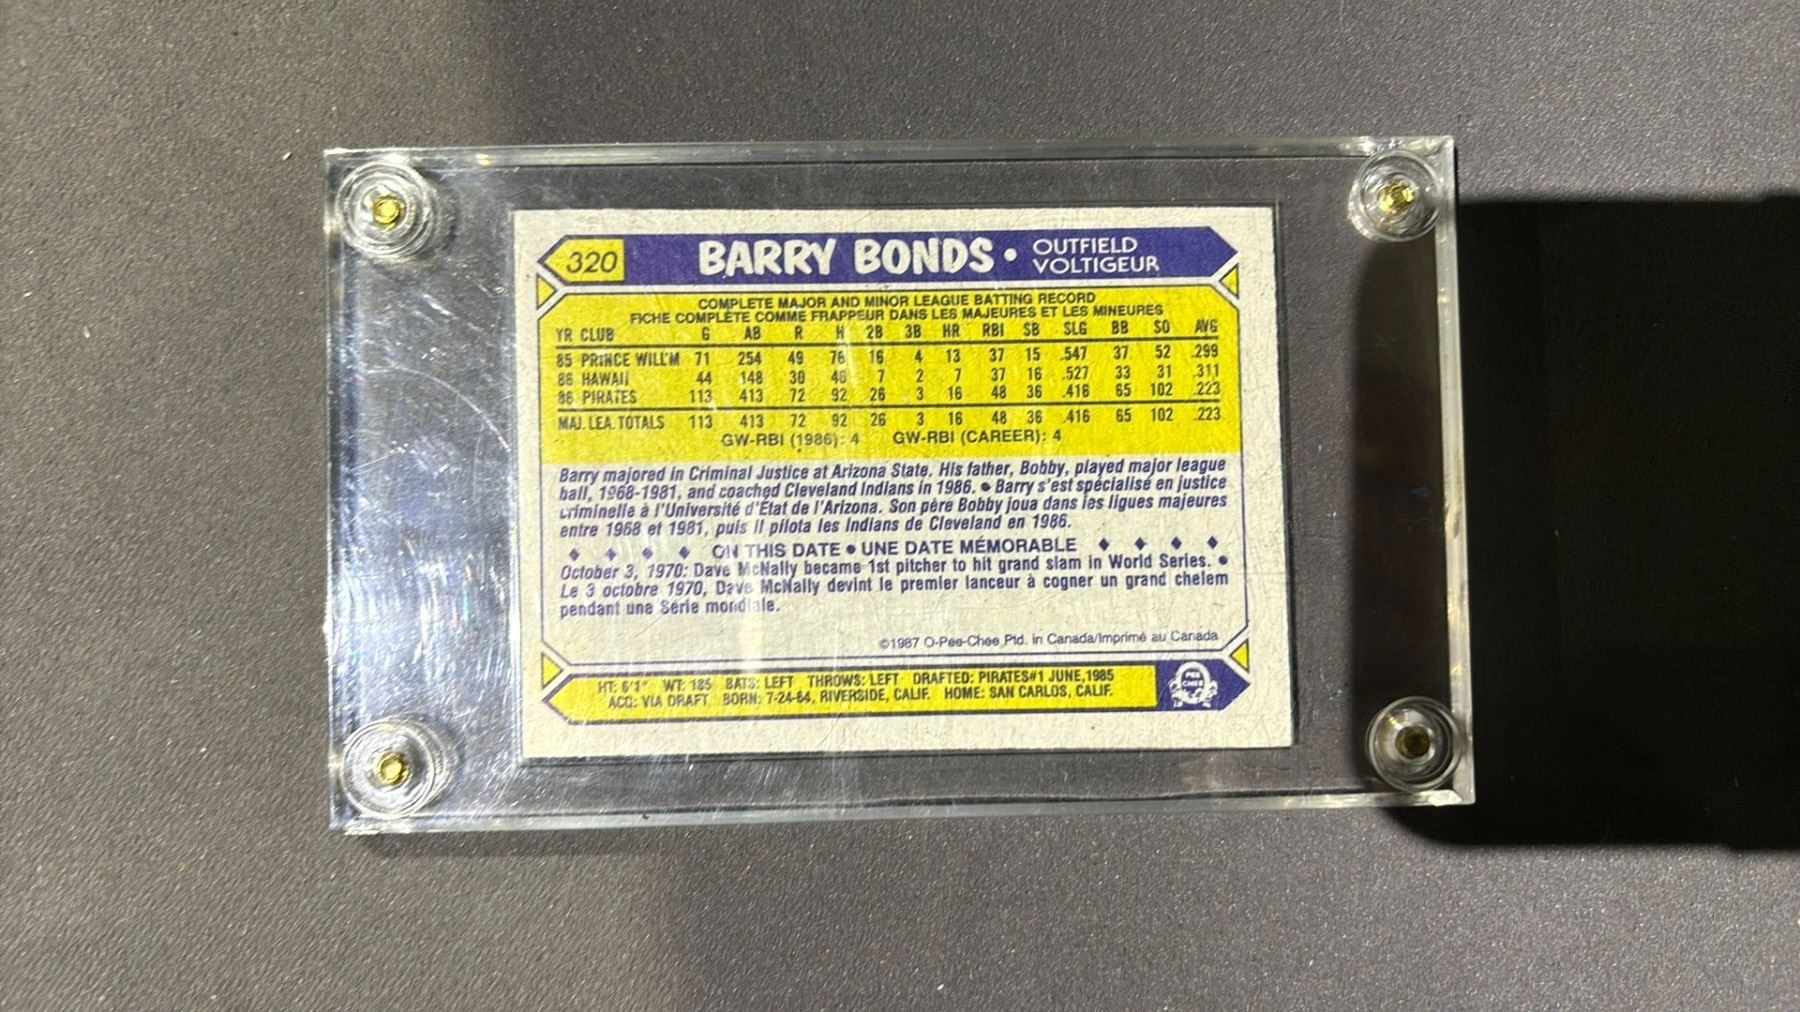 320 BARRY BONDS • OUTFIELD
VOLTIGEUR
COMPLETE MAJOR AND MINOR LEAGUE BATTING RECORD
FICHE COMPLÈTE COMME FRAPPEUR DANS LES MAJEURES ET LES MINEURES
YR CLUB G AB R H 2B 3B HR RBI SB SLG BB SO AVG
85 PRINCE WILL'M 71 254 49 76 16 4 13 37 15 .547 37 52 .299
86 HAWAII 44 148 30 46 7 2 7 37 16 .527 33 31 .311
86 PIRATES 113 413 72 92 26 3 16 48 36 .416 65 102 .223
MAJ. LEA. TOTALS 113 413 72 92 26 3 16 48 36 .416 65 102 .223
GW-RBI (1986): 4 GW-RBI (CAREER): 4
Barry majored in Criminal Justice at Arizona State. His father, Bobby, played major league
ball, 1968-1981, and coached Cleveland Indians in 1986. • Barry s'est spécialisé en justice
criminelle à l'Université d'État de l'Arizona. Son père Bobby joua dans les ligues majeures
entre 1968 et 1981, puis il pilota les Indians de Cleveland en 1986.
♦ ♦ ♦ ♦ ON THIS DATE • UNE DATE MÉMORABLE ♦ ♦ ♦ ♦
October 3, 1970: Dave McNally became 1st pitcher to hit grand slam in World Series. •
Le 3 octobre 1970, Dave McNally devint le premier lanceur à cogner un grand chelem
pendant une Série mondiale.
©1987 O-Pee-Chee Ptd. in Canada/Imprimé au Canada
HT: 6'1" WT: 185 BATS: LEFT THROWS: LEFT DRAFTED: PIRATES#1 JUNE,1985
ACQ: VIA DRAFT BORN: 7-24-64, RIVERSIDE, CALIF. HOME: SAN CARLOS, CALIF.
O
PEE
CHEE